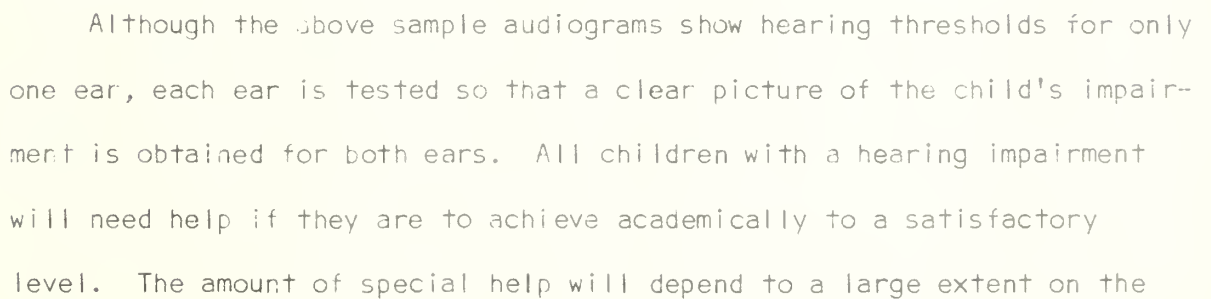 Although the above sample audiograms show hearing thresholds for only
one ear, each ear is tested so that a clear picture of the child's impair-
ment is obtained for both ears. All children with a hearing impairment
will need help if they are to achieve academically to a satisfactory
level. The amount of special help will depend to a large extent on the